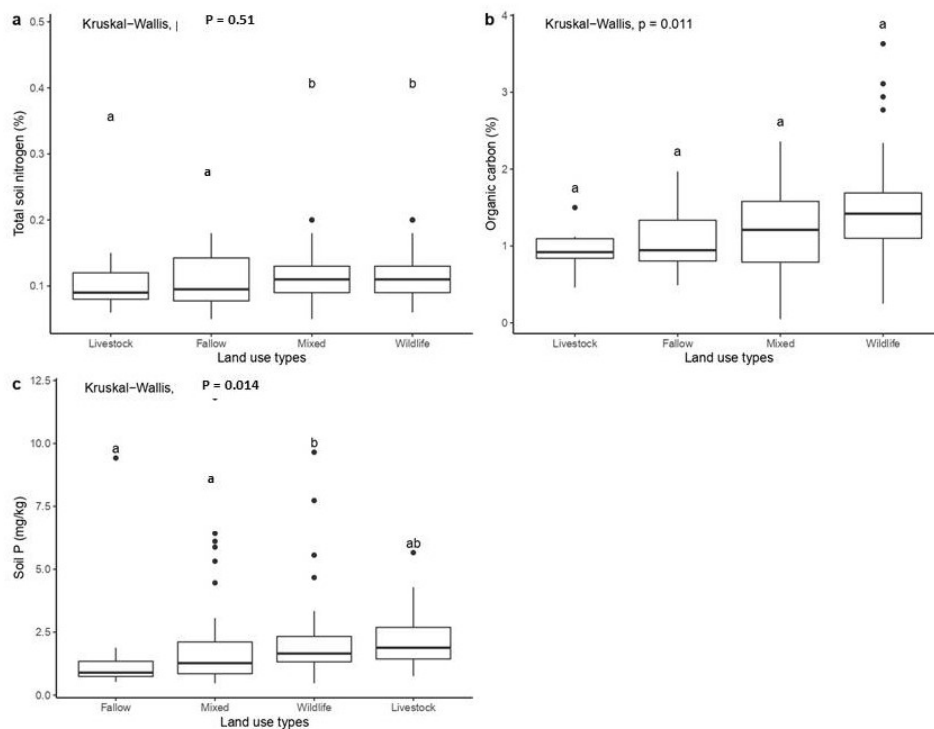 a
Kruskal-Wallis, | P = 0.51
0.5
0.4
0.3
0.2
0.1
Total soil nitrogen (%)
a
a
b
b
Livestock Fallow Mixed Wildlife
Land use types
b
Kruskal-Wallis, p = 0.011
4
3
2
1
0
Organic carbon (%)
a
a
a
a
Livestock Fallow Mixed Wildlife
Land use types
c
Kruskal-Wallis, P = 0.014
12.5
10.0
7.5
5.0
2.5
0.0
Soil P (mg/kg)
a
a
b
ab
Fallow Mixed Wildlife Livestock
Land use types